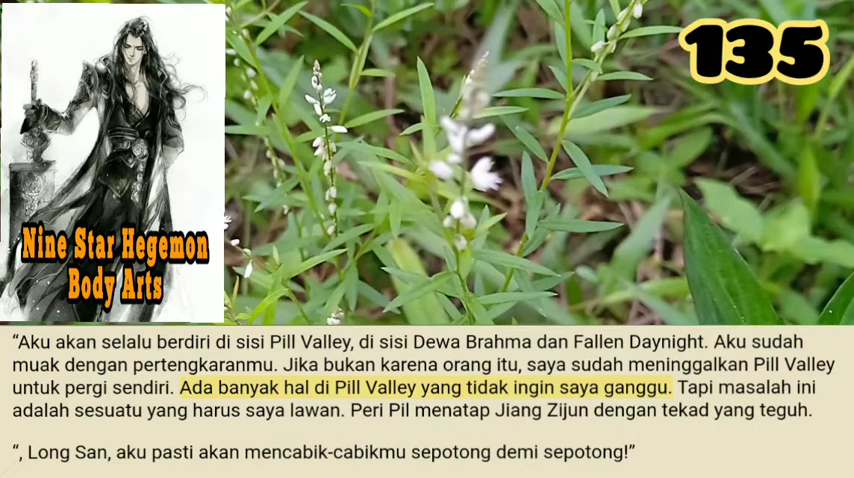 135
Nine Star Hegemon
Body Arts
“Aku akan selalu berdiri di sisi Pill Valley, di sisi Dewa Brahma dan Fallen Daynight. Aku sudah
muak dengan pertengkaranmu. Jika bukan karena orang itu, saya sudah meninggalkan Pill Valley
untuk pergi sendiri. Ada banyak hal di Pill Valley yang tidak ingin saya ganggu. Tapi masalah ini
adalah sesuatu yang harus saya lawan. Peri Pil menatap Jiang Zijun dengan tekad yang teguh.
“, Long San, aku pasti akan mencabik-cabikmu sepotong demi sepotong!”